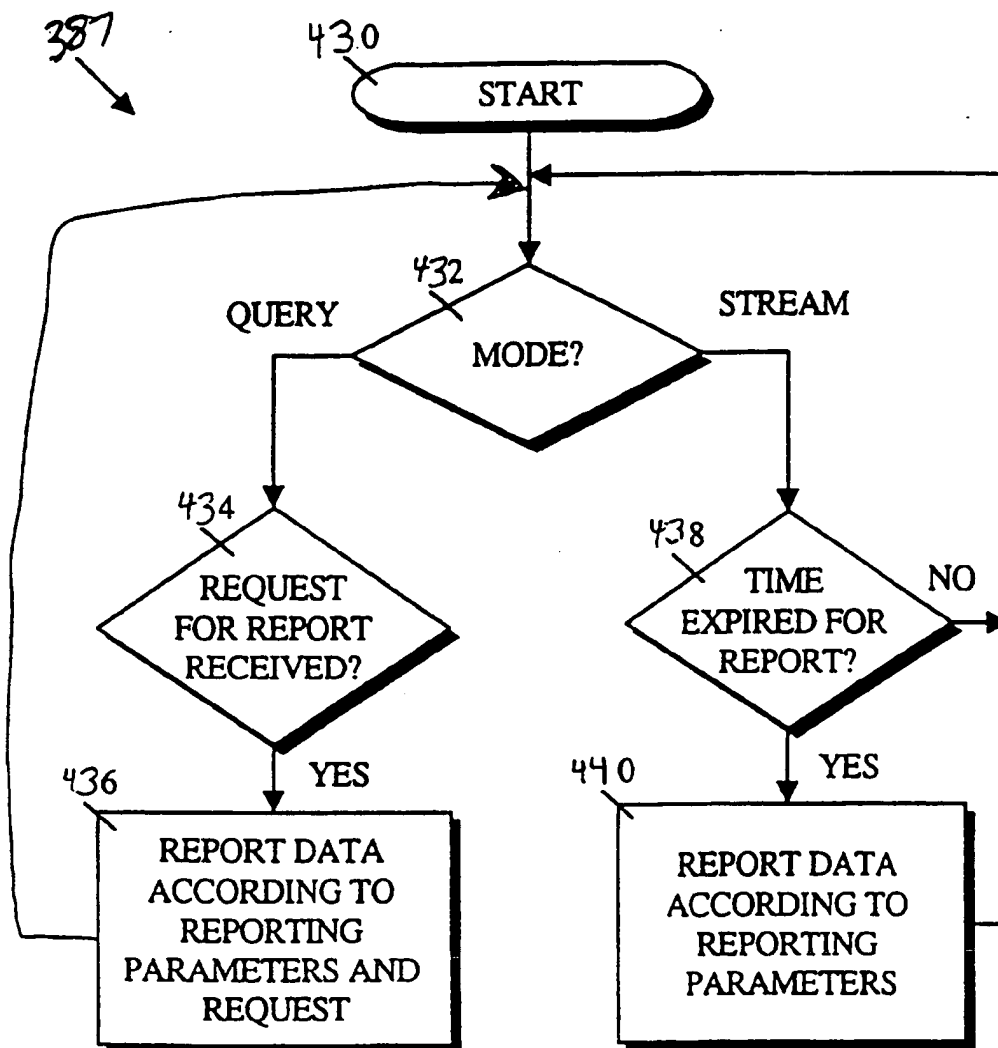 387
430
START
432
QUERY
STREAM
MODE?
434
REQUEST
FOR REPORT
RECEIVED?
438
TIME
EXPIRED FOR
REPORT?
NO
YES
YES
436
REPORT DATA
ACCORDING TO
REPORTING
PARAMETERS AND
REQUEST
440
REPORT DATA
ACCORDING TO
REPORTING
PARAMETERS